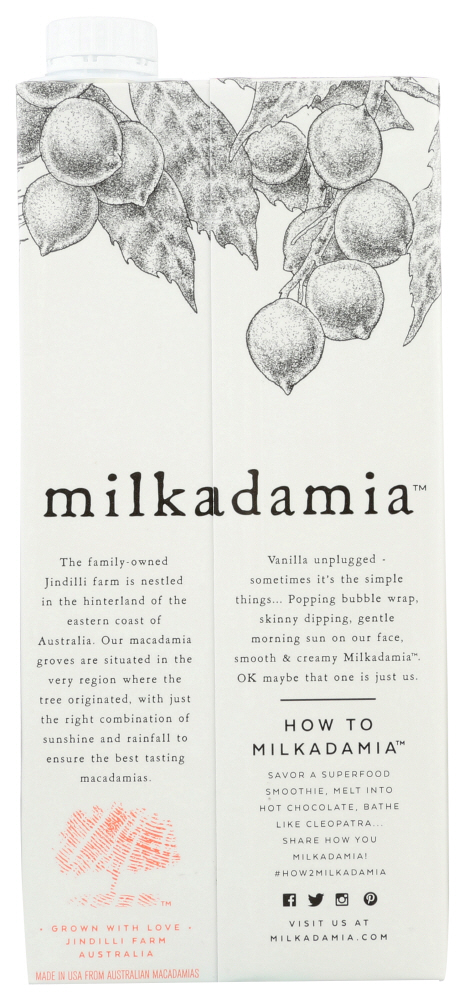 milkadamia™
The family-owned
Jindilli farm is nestled
in the hinterland of the
eastern coast of
Australia. Our macadamia
groves are situated in the
very region where the
tree originated, with just
the right combination of
sunshine and rainfall to
ensure the best tasting
macadamias.
TM
• GROWN WITH LOVE •
JINDILLI FARM
AUSTRALIA
MADE IN USA FROM AUSTRALIAN MACADAMIAS
Vanilla unplugged -
sometimes it's the simple
things... Popping bubble wrap,
skinny dipping, gentle
morning sun on our face,
smooth & creamy Milkadamia™.
OK maybe that one is just us.
HOW TO
MILKADAMIA™
SAVOR A SUPERFOOD
SMOOTHIE, MELT INTO
HOT CHOCOLATE, BATHE
LIKE CLEOPATRA...
SHARE HOW YOU
MILKADAMIA!
#HOW2MILKADAMIA
VISIT US AT
MILKADAMIA.COM